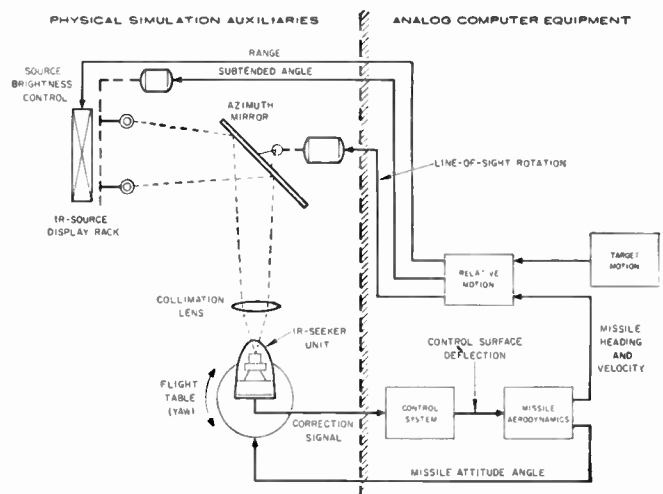 PHYSICAL SIMULATION AUXILIARIES
ANALOG COMPUTER EQUIPMENT
RANGE
SOURCE
BRIGHTNESS
CONTROL
SUBTENDED ANGLE
AZIMUTH
MIRROR
LINE-OF-SIGHT ROTATION
IR-SOURCE
DISPLAY RACK
RELATIVE
MOTION
TARGET
MOTION
COLLIMATION
LENS
IR-SEEKER
UNIT
CONTROL SURFACE
DEFLECTION
MISSILE
HEADING
AND
VELOCITY
FLIGHT
TABLE
(YAW)
CORRECTION
SIGNAL
CONTROL
SYSTEM
MISSILE
AERODYNAMICS
MISSILE ATTITUDE ANGLE